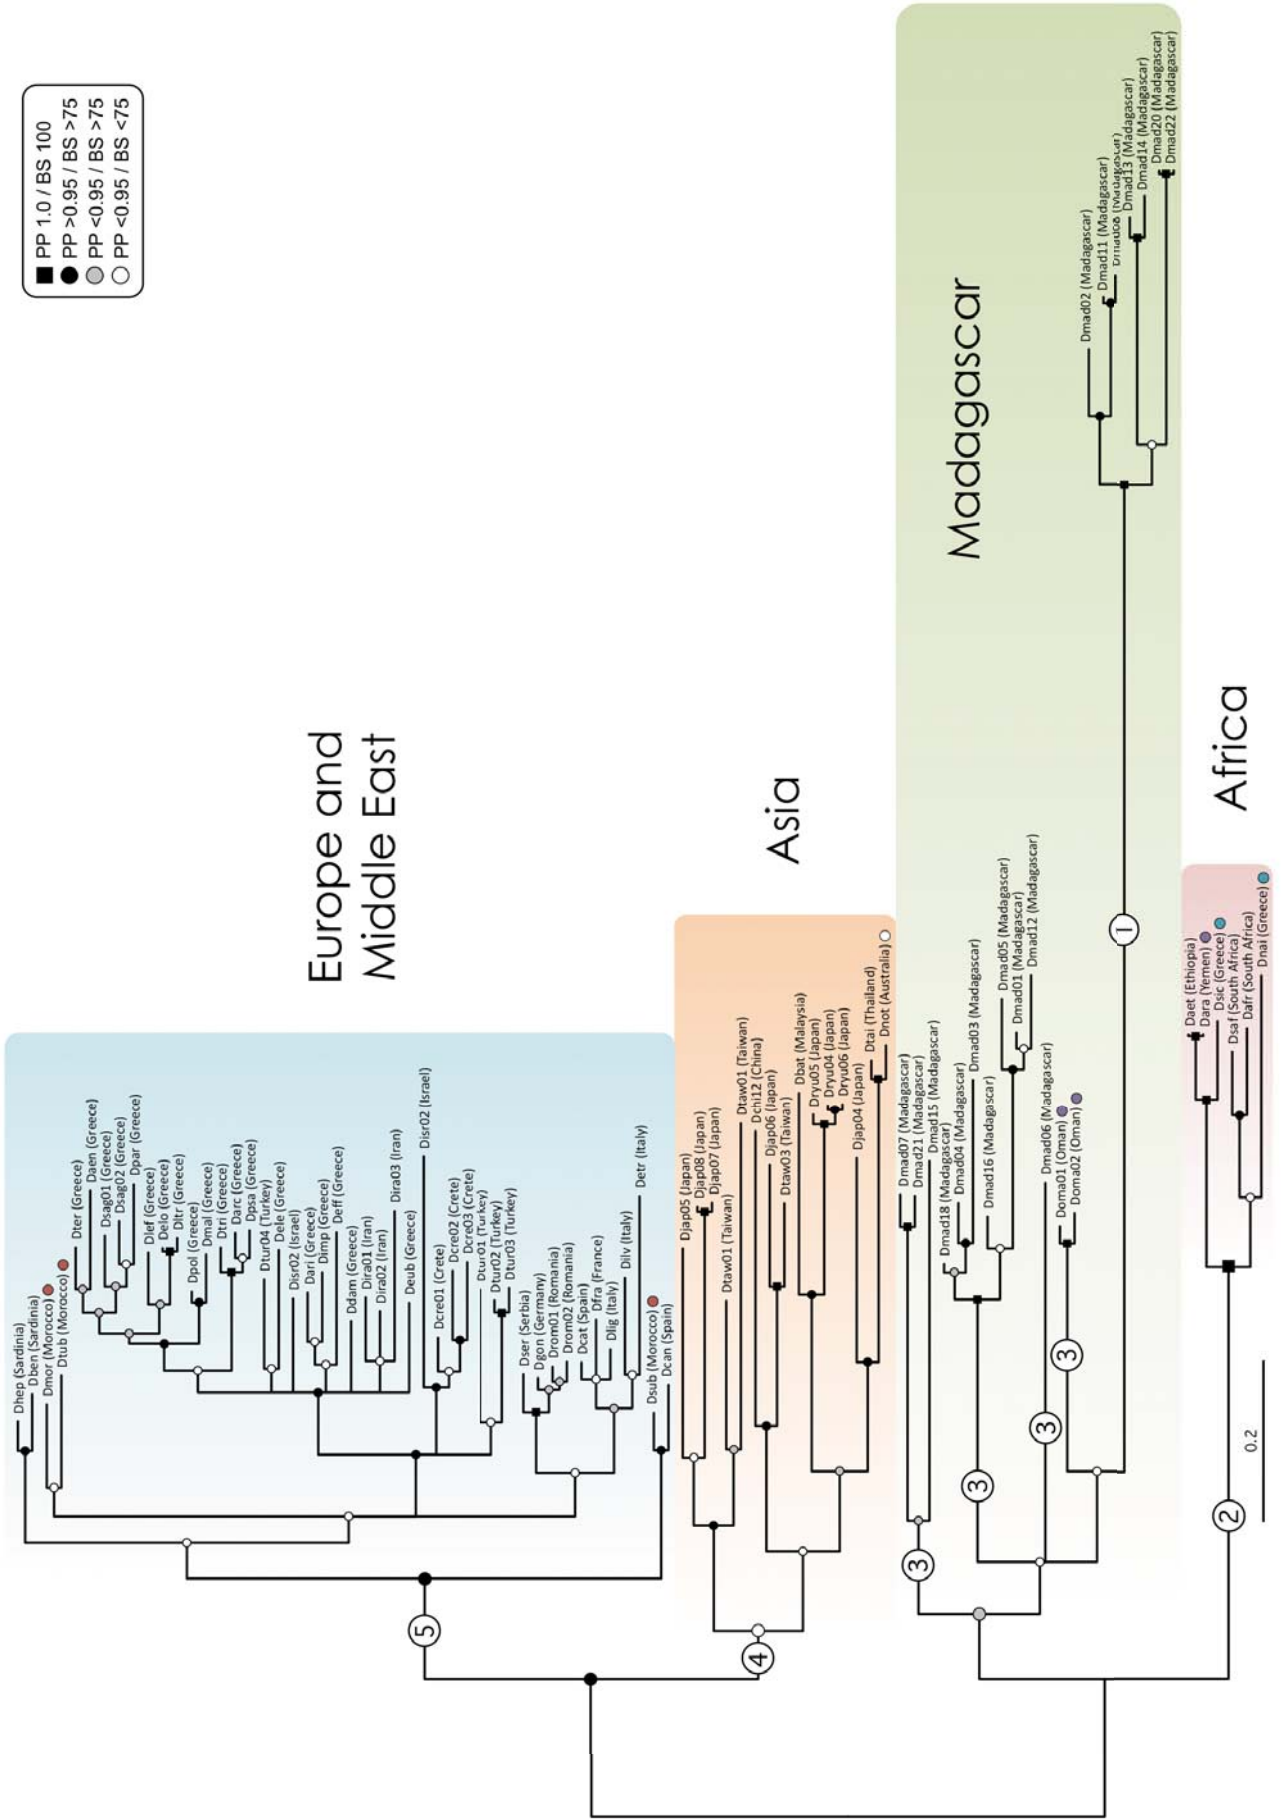 PP 1.0 / BS 100
PP >0.95 / BS >75
PP <0.95 / BS >75
PP <0.95 / BS <75
Europe and
Middle East
Dhep (Sardinia)
Dben (Sardinia)
Dmor (Morocco)
Dtub (Morocco)
Dter (Greece)
Daen (Greece)
Dsag01 (Greece)
Dsag02 (Greece)
Dpar (Greece)
Dlef (Greece)
Delo (Greece)
Dltr (Greece)
Dpol (Greece)
Dmal (Greece)
Dtri (Greece)
Darc (Greece)
Dpsa (Greece)
Dtur04 (Turkey)
Dele (Greece)
Disr02 (Israel)
Dari (Greece)
Dimp (Greece)
Deff (Greece)
Ddam (Greece)
Dira01 (Iran)
Dira02 (Iran)
Dira03 (Iran)
Deub (Greece)
Disr02 (Israel)
Dcre01 (Crete)
Dcre02 (Crete)
Dcre03 (Crete)
Dtur01 (Turkey)
Dtur02 (Turkey)
Dtur03 (Turkey)
Dser (Serbia)
Dgon (Germany)
Drom01 (Romania)
Drom02 (Romania)
Dcat (Spain)
Dfra (France)
Dlig (Italy)
Dilv (Italy)
Detr (Italy)
Dsub (Morocco)
Dcan (Spain)
5
Asia
Djap05 (Japan)
Djap08 (Japan)
Djap07 (Japan)
Dtaw01 (Taiwan)
Dtaw01 (Taiwan)
Dchi12 (China)
Djap06 (Japan)
Dtaw03 (Taiwan)
Dbat (Malaysia)
Dryu05 (Japan)
Dryu04 (Japan)
Dryu06 (Japan)
Djap04 (Japan)
Dtai (Thailand)
Dnot (Australia)
4
Madagascar
Dmad07 (Madagascar)
Dmad21 (Madagascar)
Dmad15 (Madagascar)
Dmad18 (Madagascar)
Dmad04 (Madagascar)
Dmad03 (Madagascar)
Dmad16 (Madagascar)
Dmad05 (Madagascar)
Dmad01 (Madagascar)
Dmad12 (Madagascar)
Dmad06 (Madagascar)
Doma01 (Oman)
Doma02 (Oman)
Dmad02 (Madagascar)
Dmad11 (Madagascar)
(Madagascar)
Dmad13 (Madagascar)
Dmad14 (Madagascar)
Dmad20 (Madagascar)
Dmad22 (Madagascar)
3
3
3
3
1
Africa
Daet (Ethiopia)
Dara (Yemen)
Dsic (Greece)
Dsaf (South Africa)
Dafr (South Africa)
Dnai (Greece)
2
0.2